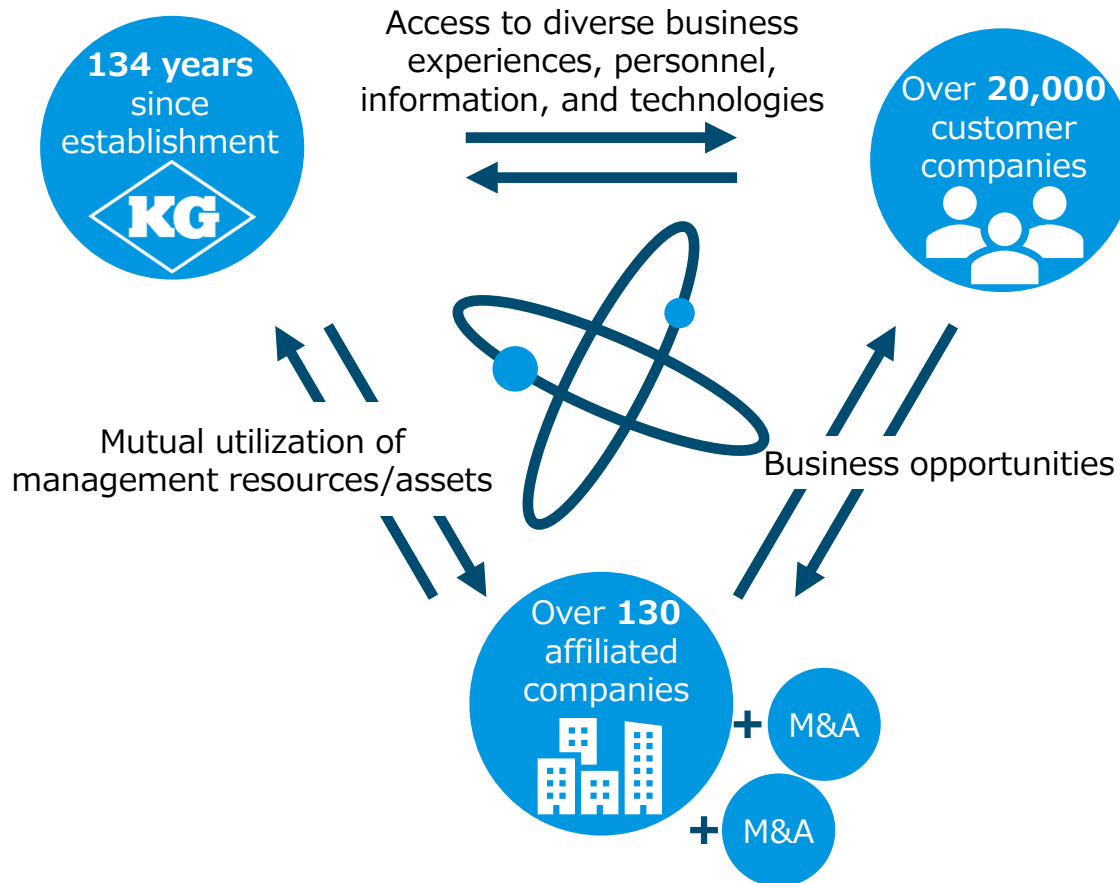 134 years
since
establishment
KG
Access to diverse business
experiences, personnel,
information, and technologies
Over 20,000
customer
companies
Mutual utilization of
management resources/assets
Business opportunities
Over 130
affiliated
companies
+ M&A
+ M&A